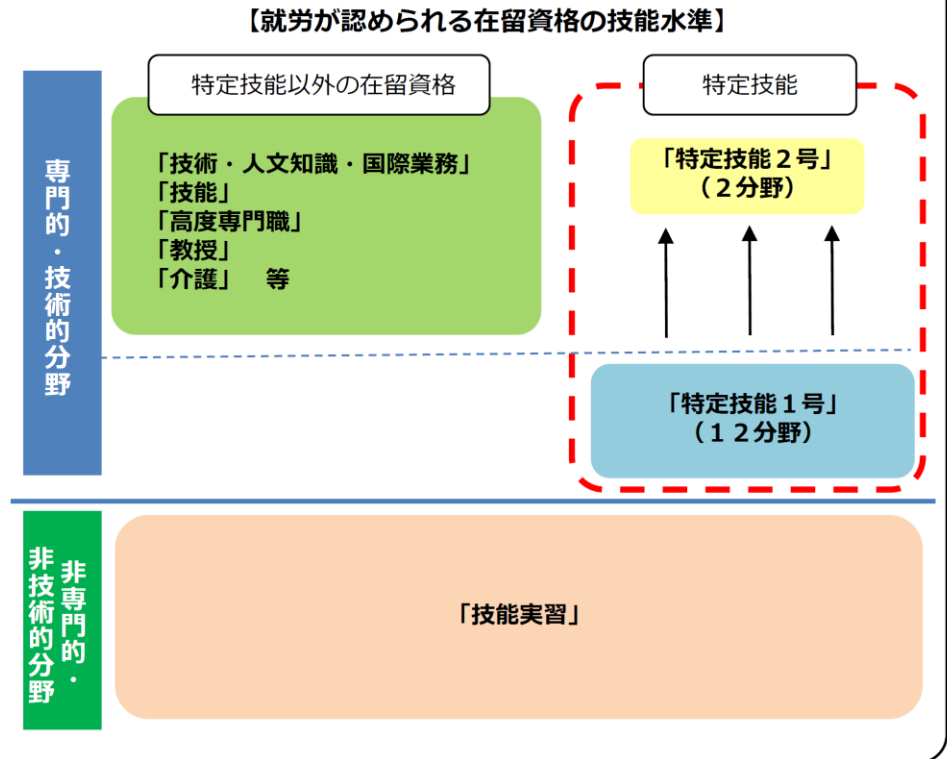 【就労が認められる在留資格の技能水準】
専門的・技術的分野
特定技能以外の在留資格
「技術・人文知識・国際業務」
「技能」
「高度専門職」
「教授」
「介護」　等
特定技能
「特定技能２号」
（２分野）
「特定技能１号」
（１２分野）
非専門的・
非技術的分野
「技能実習」